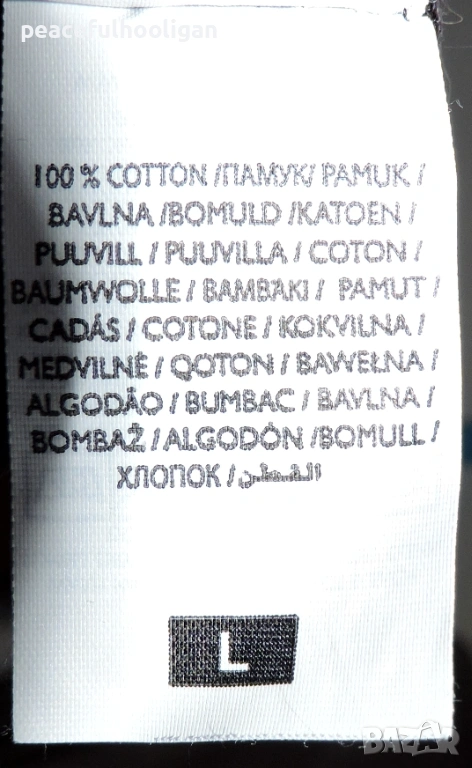 peacefulhooligan
100 % COTTON /ПАМУК/ PAMUK /
BAVLNA /BOMULD /KATOEN /
PUUVILL / PUUVILLA / COTON /
BAUMWOLLE / BAMBAKI / PAMUT /
CADÁS / COTONE / KOKVILNA /
MEDVILNĖ / QOTON / BAWEŁNA /
ALGODÃO / BUMBAC / BAVLNA /
BOMBAŽ / ALGODÓN /BOMULL /
ХЛОПОК / القطن
L
BAZAR